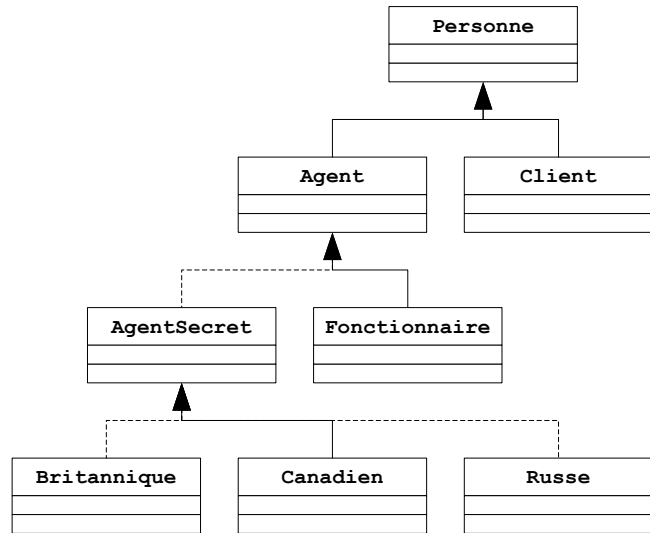 Personne
Agent
Client
AgentSecret
Fonctionnaire
Britannique
Canadien
Russe